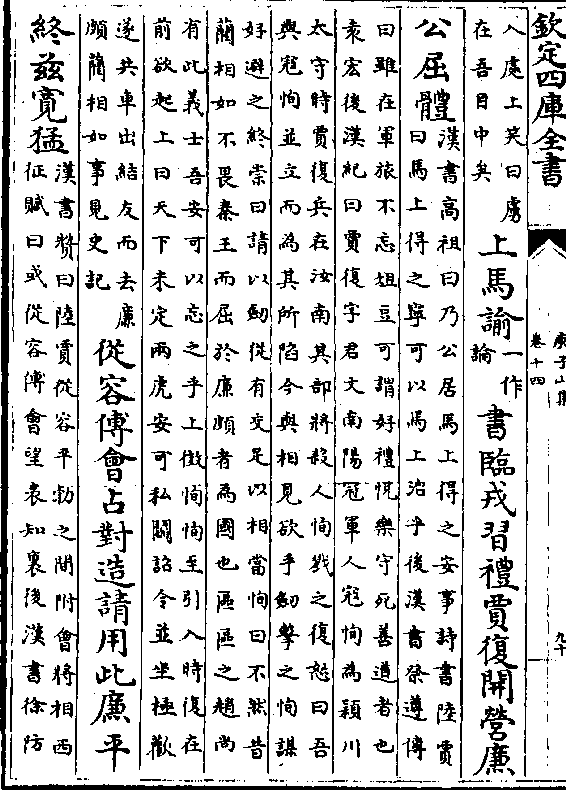 欽定四庫全書
庾子山集
卷十四
九十
入處上笑曰虜
在吾目中矣
上馬諭
一作
論
書臨戎習禮賈復開營廉
公屈體
漢書高祖曰乃公居馬上得之安事詩書陸賈
曰馬上得之寧可以馬上治乎後漢書祭遵傳
曰雖在軍旅不忘俎豆可謂好禮恱樂守死善道者也
袁宏後漢紀曰賈復字君文南陽冠軍人寇恂為潁川
太守時賈復兵在汝南其部將殺人恂戮之復恕曰吾
與寇恂並立而為其所陷今與相見欲手劒擊之恂謀
好避之終崇曰請以動從有交足以相當恂曰不然昔
藺相如不畏秦王而屈於廉頗者為國也區區之趙尚
有此義士吾安可以忘之乎上徴恂恂至引入時復在
前欲起上曰天下未定兩虎安可私鬭詔令並坐極歡
遂共車出結友而去廉
頗藺相如事見史記
從容傅會占對造請用此廉平
終兹寛猛
漢書贊曰陸賈從容平勃之間附會將相西
征賦曰或從容傅會望表知裏後漢書徐防